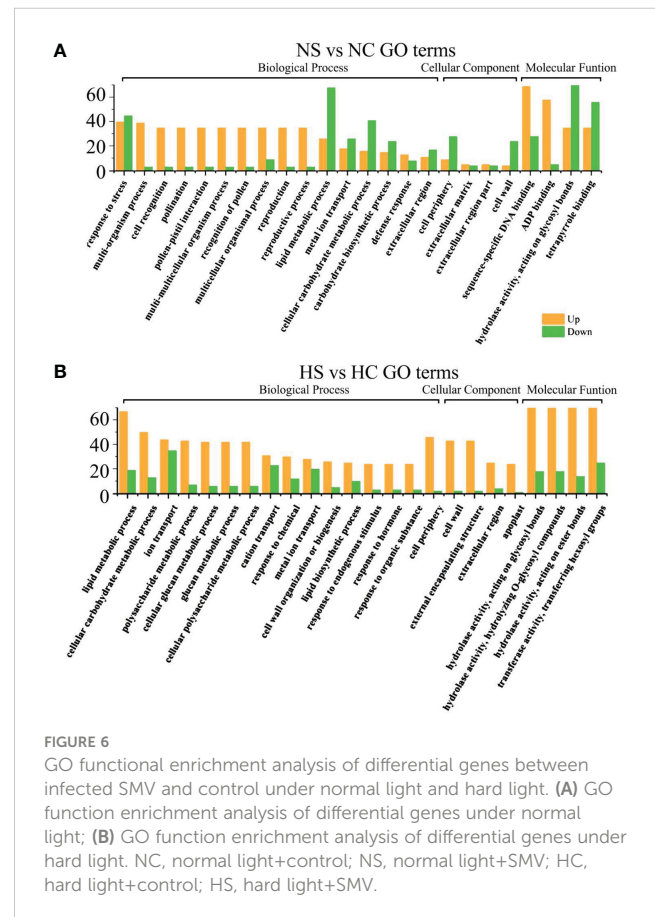 A
NS vs NC GO terms
Biological Process
Cellular Component
Molecular Funtion
60
40
20
0
response to stress
multi-organism process
cell recognition
pollination
pollen-pistil interaction
multi-multicellular organism process
recognition of pollen
multicellular organismal process
reproduction
reproductive process
lipid metabolic process
metal ion transport
cellular carbohydrate metabolic process
carbohydrate biosynthetic process
defense response
extracellular region
cell periphery
extracellular matrix
extracellular region part
cell wall
sequence-specific DNA binding
ADP binding
hydrolase activity, acting on glycosyl bonds
tetrapyrrole binding
Up
Down
B
HS vs HC GO terms
Biological Process
Cellular Component
Molecular Funtion
60
40
20
0
lipid metabolic process
cellular carbohydrate metabolic process
ion transport
polysaccharide metabolic process
cellular glucan metabolic process
glucan metabolic process
cellular polysaccharide metabolic process
cation transport
response to chemical
metal ion transport
cell wall organization or biogenesis
lipid biosynthetic process
response to endogenous stimulus
response to hormone
response to organic substance
cell periphery
cell wall
external encapsulating structure
extracellular region
apoplast
hydrolase activity, acting on glycosyl bonds
hydrolase activity, hydrolyzing O-glycosyl compounds
hydrolase activity, acting on ester bonds
transferase activity, transferring hexosyl groups
FIGURE 6
GO functional enrichment analysis of differential genes between
infected SMV and control under normal light and hard light. (A) GO
function enrichment analysis of differential genes under normal
light; (B) GO function enrichment analysis of differential genes under
hard light. NC, normal light+control; NS, normal light+SMV; HC,
hard light+control; HS, hard light+SMV.